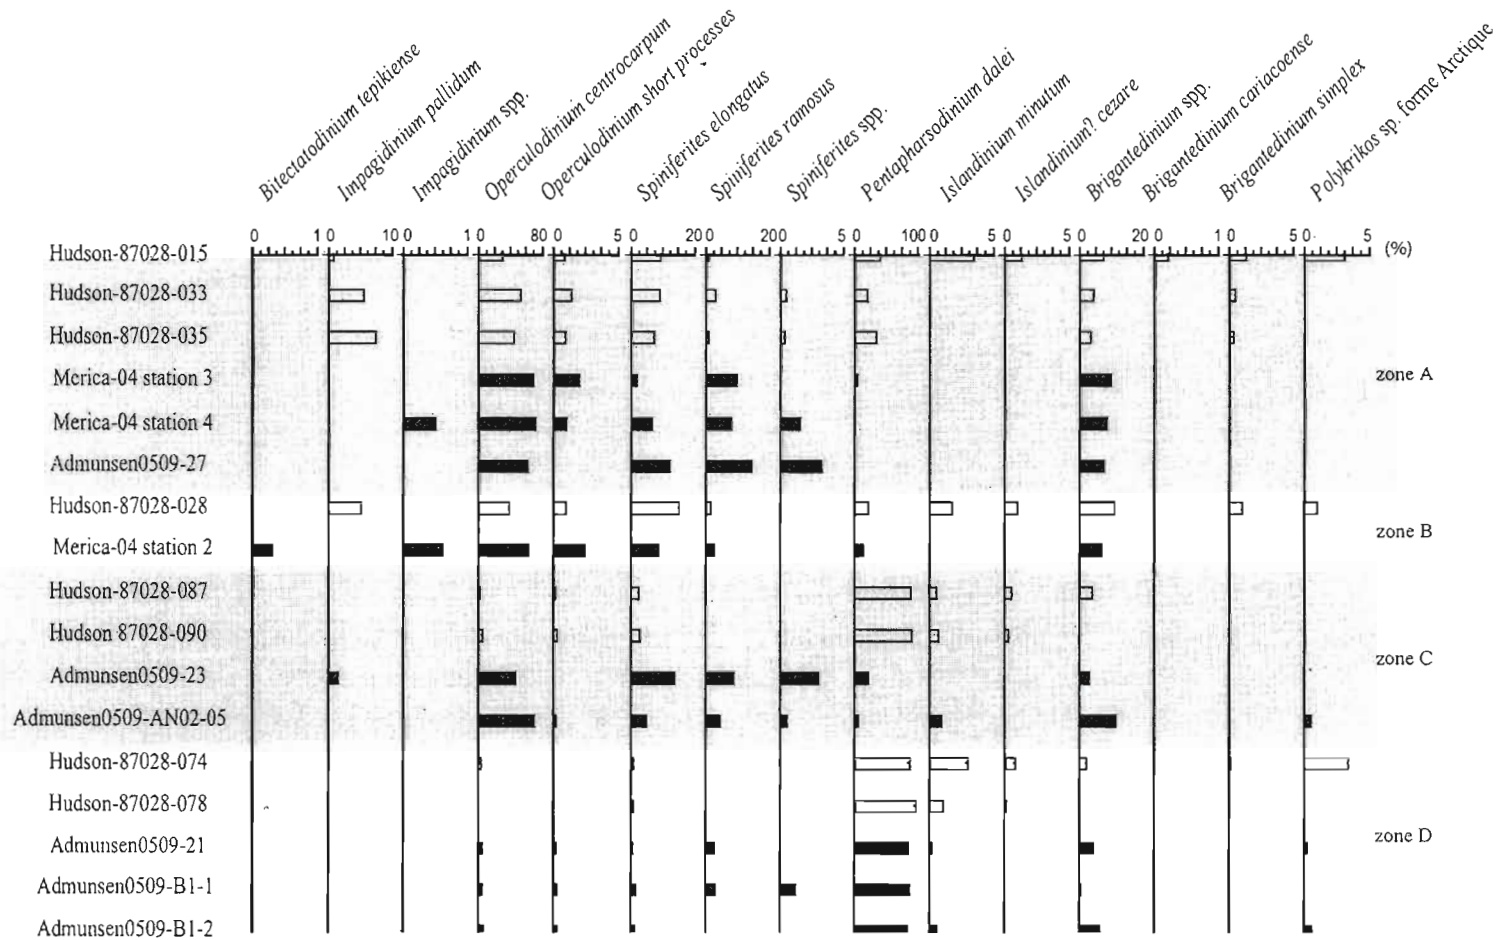 Bitectatodinium tepikiense
Impagidinium pallidum
Impagidinium spp.
Operculodinium centrocarpum
Operculodinium short processes
Spiniferites elongatus
Spiniferites ramosus
Spiniferites spp.
Pentapharsodinium dalei
Islandinium minutum
Islandinium? cezare
Brigantedinium spp.
Brigantedinium cariacoense
Brigantedinium simplex
Polykrikos sp. forme Arctique
0 1 0 10 0 1 0 80 0 5 0 20 0 20 0 5 0 100 0 5 0 5 0 20 0 1 0 5 0 5 (%)
Hudson-87028-015
Hudson-87028-033
Hudson-87028-035
Merica-04 station 3
zone A
Merica-04 station 4
Admunsen0509-27
Hudson-87028-028
zone B
Merica-04 station 2
Hudson-87028-087
Hudson 87028-090
zone C
Admunsen0509-23
Admunsen0509-AN02-05
Hudson-87028-074
Hudson-87028-078
zone D
Admunsen0509-21
Admunsen0509-B1-1
Admunsen0509-B1-2